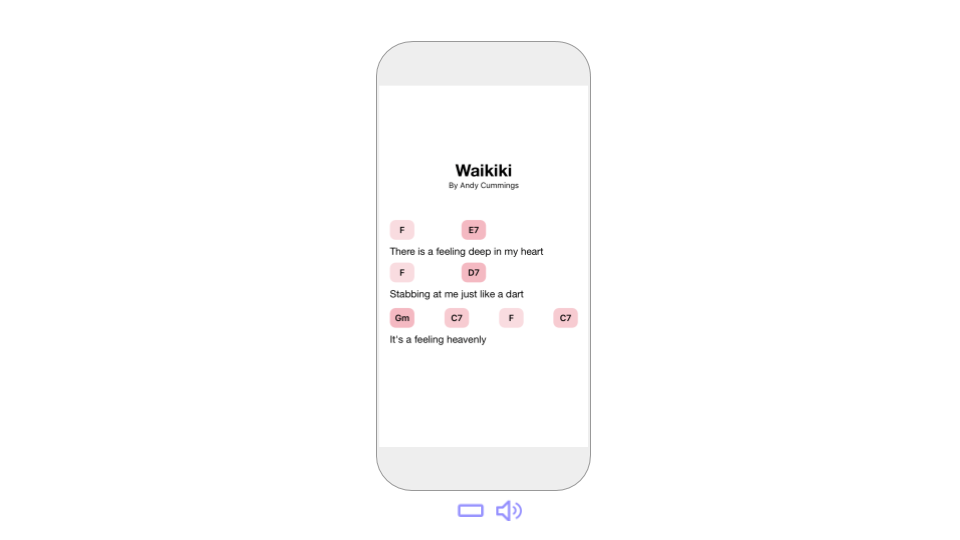 Waikiki
By Andy Cummings
F E7
There is a feeling deep in my heart
F D7
Stabbing at me just like a dart
Gm C7 F C7
It's a feeling heavenly